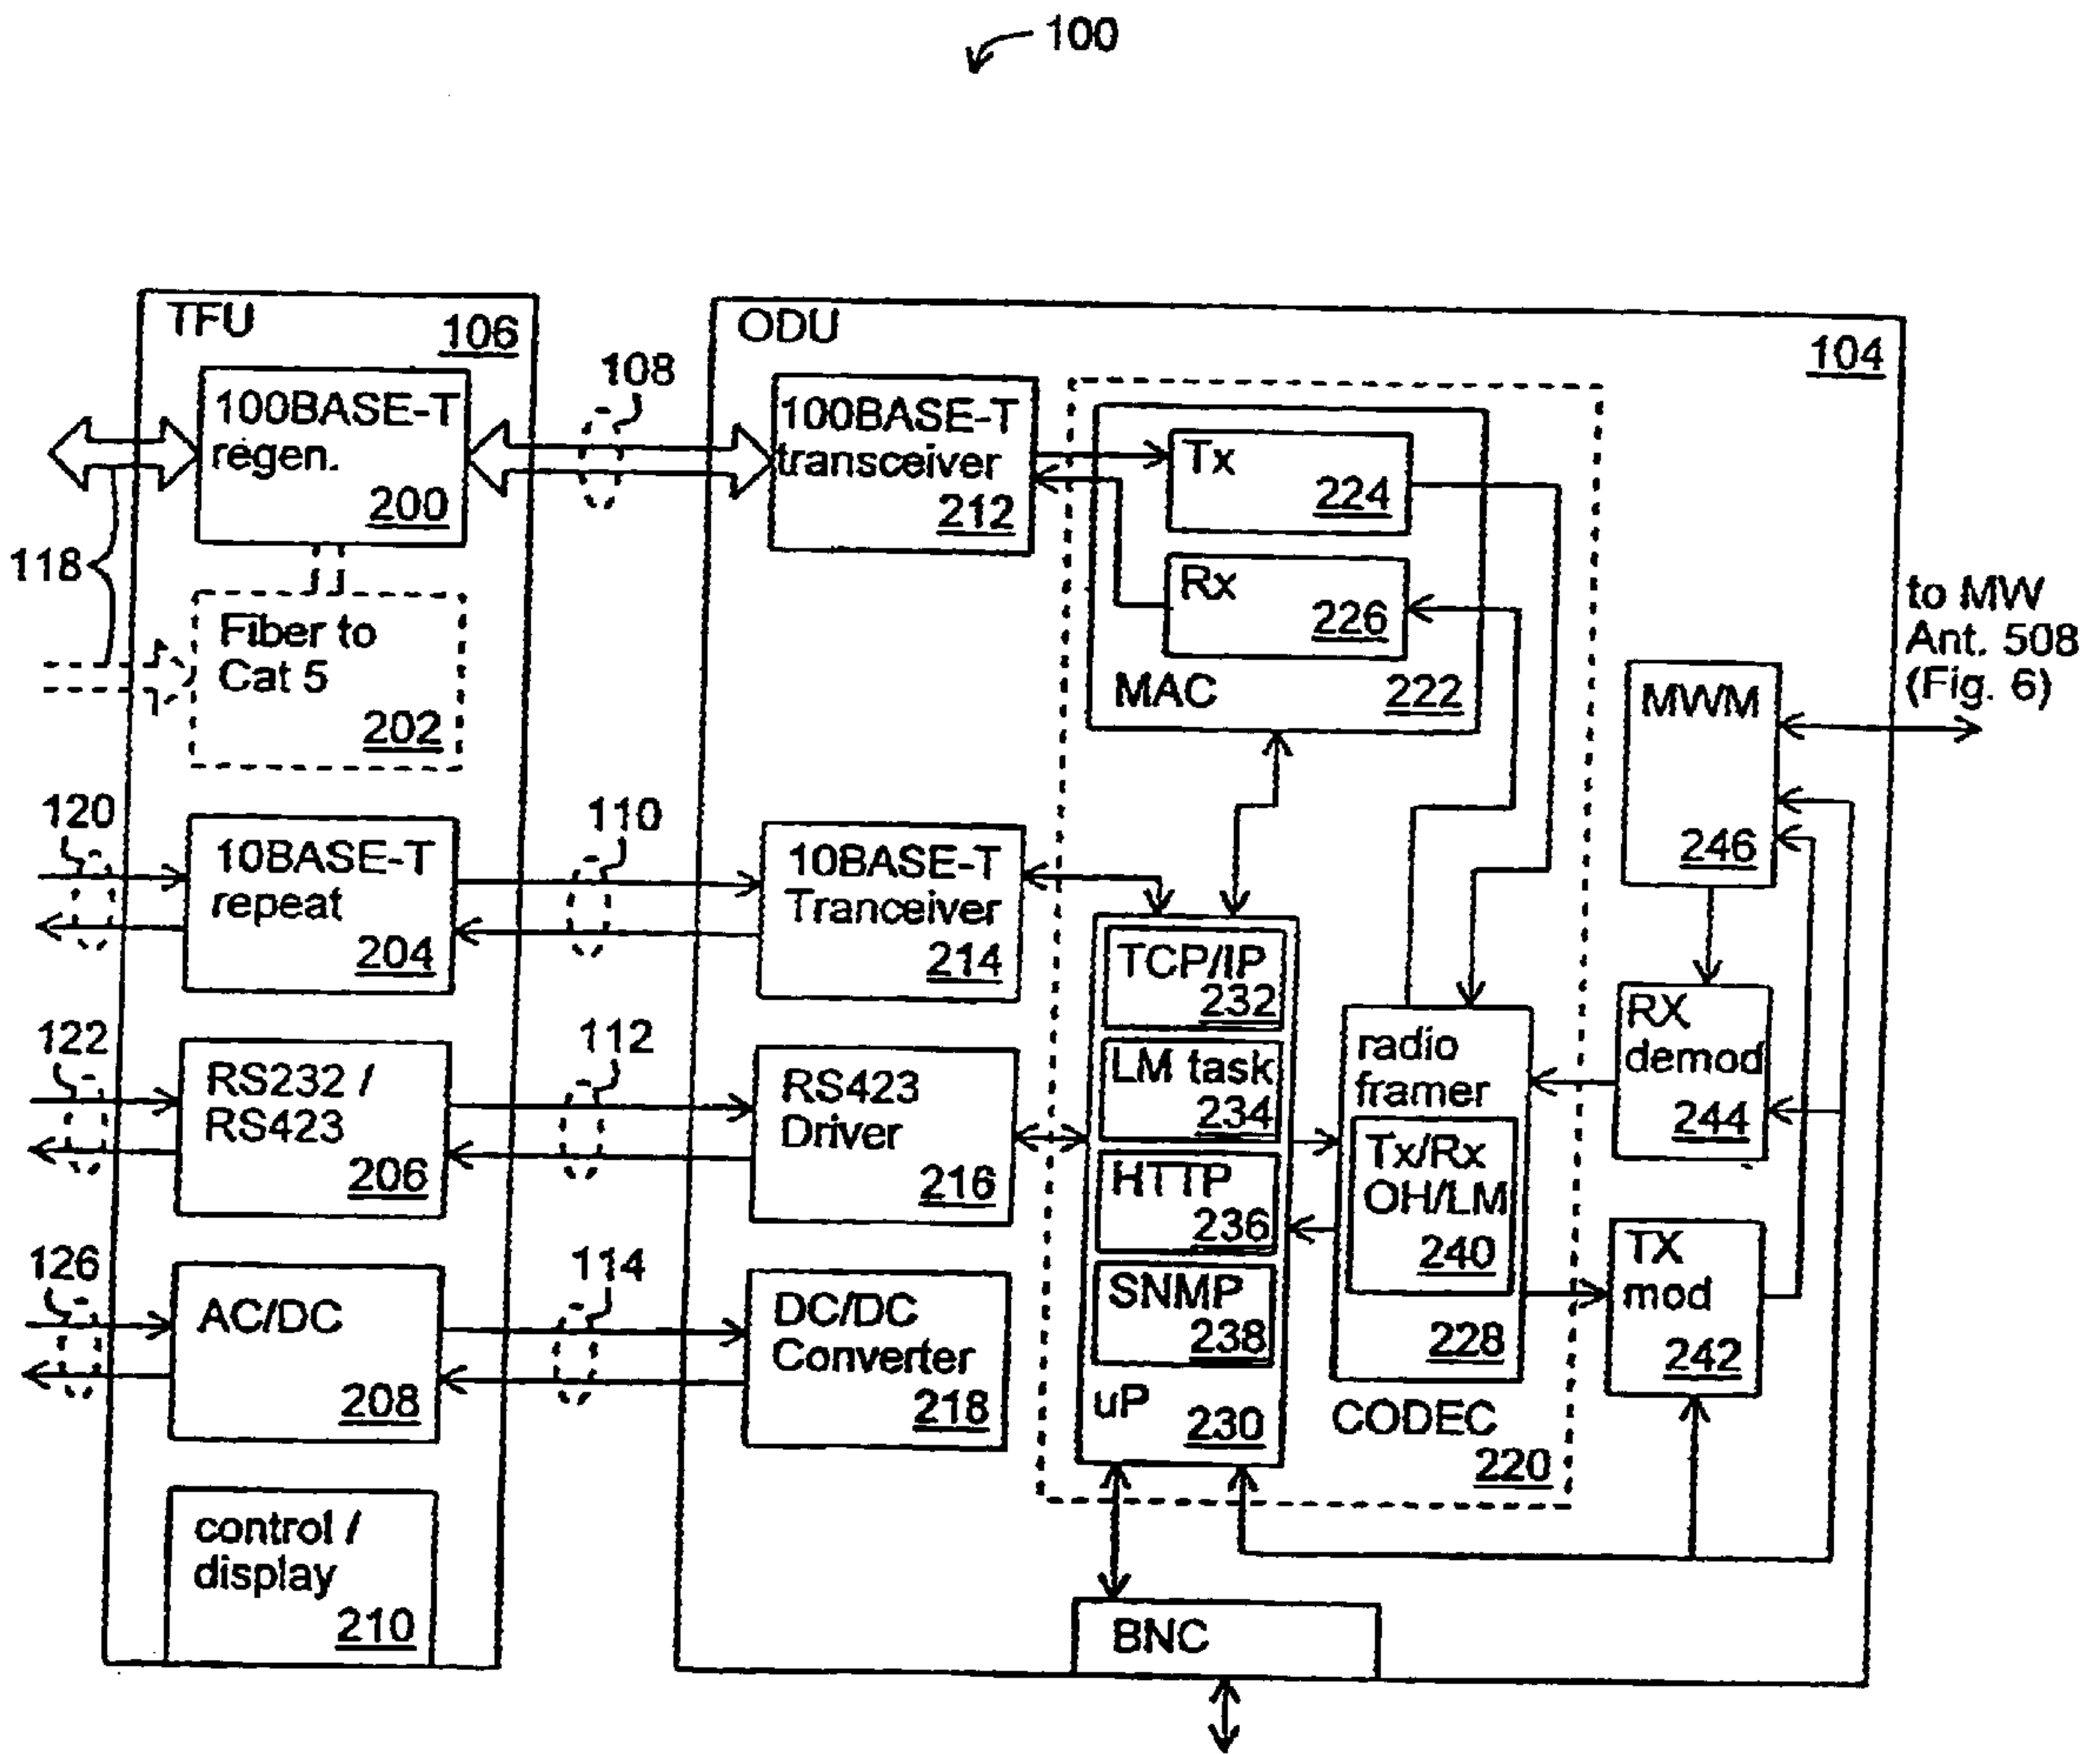 100
TFU
106
100BASE-T
regen.
200
118
Fiber to
Cat 5
202
120
10BASE-T
repeat
204
122
RS232 /
RS423
206
126
AC/DC
208
control /
display
210
108
110
112
114
ODU
104
100BASE-T
transceiver
212
10BASE-T
Tranceiver
214
RS423
Driver
216
DC/DC
Converter
218
Tx
224
Rx
226
MAC
222
TCP/IP
232
LM task
234
HTTP
236
SNMP
238
uP
230
radio
framer
Tx/Rx
OH/LM
240
228
CODEC
220
MWM
246
RX
demod
244
TX
mod
242
BNC
to MW
Ant. 508
(Fig. 6)